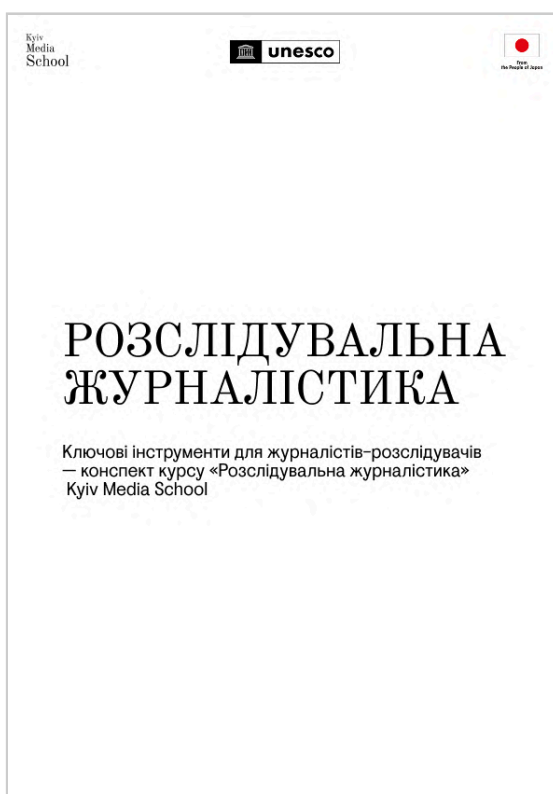 Kyiv
Media
School
unesco
From
the People of Japan
РОЗСЛІДУВАЛЬНА
ЖУРНАЛІСТИКА
Ключові інструменти для журналістів-розслідувачів
— конспект курсу «Розслідувальна журналістика»
Kyiv Media School